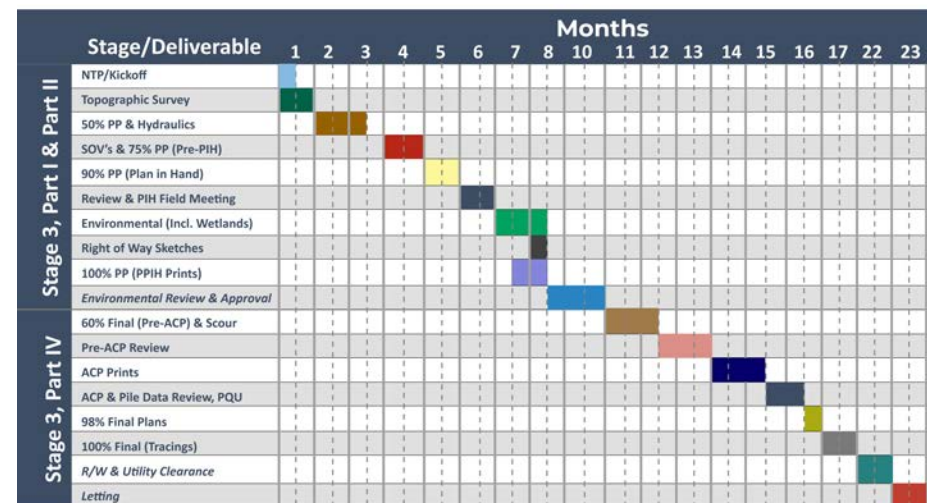 Months
Stage/Deliverable 1 2 3 4 5 6 7 8 10 11 12 13 14 15 16 17 22 23
Stage 3, Part I & Part II
NTP/Kickoff
Topographic Survey
50% PP & Hydraulics
SOV's & 75% PP (Pre-PIH)
90% PP (Plan in Hand)
Review & PIH Field Meeting
Environmental (Incl. Wetlands)
Right of Way Sketches
100% PP (PPIH Prints)
Environmental Review & Approval
Stage 3, Part IV
60% Final (Pre-ACP) & Scour
Pre-ACP Review
ACP Prints
ACP & Pile Data Review, PQU
98% Final Plans
100% Final (Tracings)
R/W & Utility Clearance
Letting